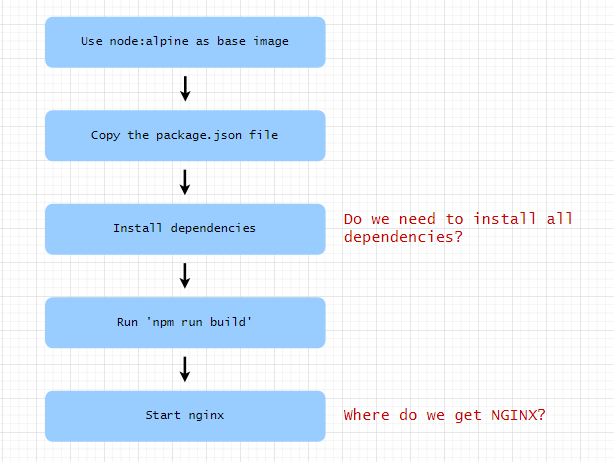 Use node:alpine as base image
Copy the package.json file
Install dependencies
Do we need to install all
dependencies?
Run 'npm run build'
Start nginx
Where do we get NGINX?